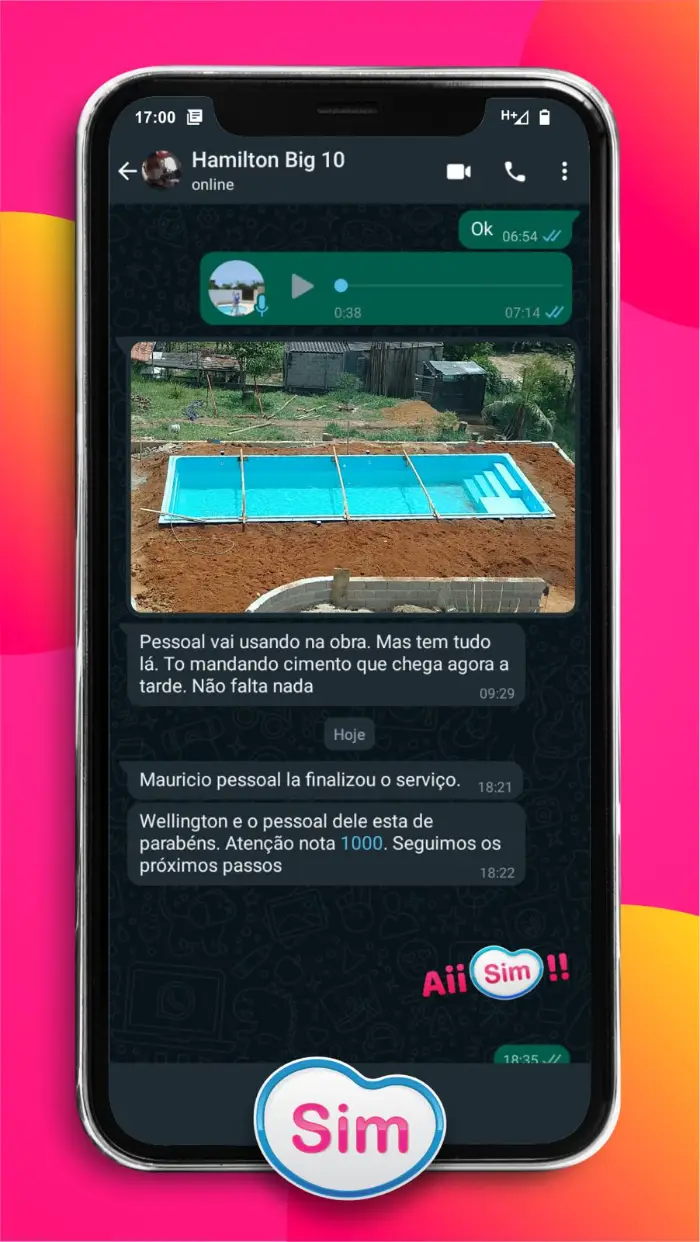 17:00
H+
Hamilton Big 10
online
Ok 06:54
0:38 07:14
Pessoal vai usando na obra. Mas tem tudo
lá. To mandando cimento que chega agora a
tarde. Não falta nada
09:29
Hoje
Mauricio pessoal la finalizou o serviço. 18:21
Wellington e o pessoal dele esta de
parabéns. Atenção nota 1000. Seguimos os
próximos passos
18:22
Aii Sim !!
18:35
Sim